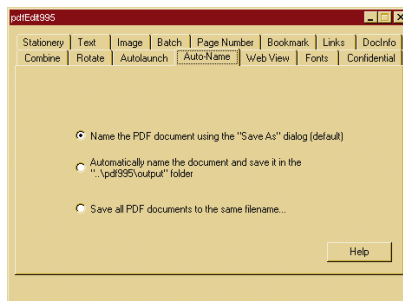 pdfEdit995
Stationery Text Image Batch Page Number Bookmark Links DocInfo
Combine Rotate Autolaunch Auto-Name Web View Fonts Confidential
Name the PDF document using the "Save As" dialog (default)
Automatically name the document and save it in the
"..\pdf995\output" folder
Save all PDF documents to the same filename...
Help